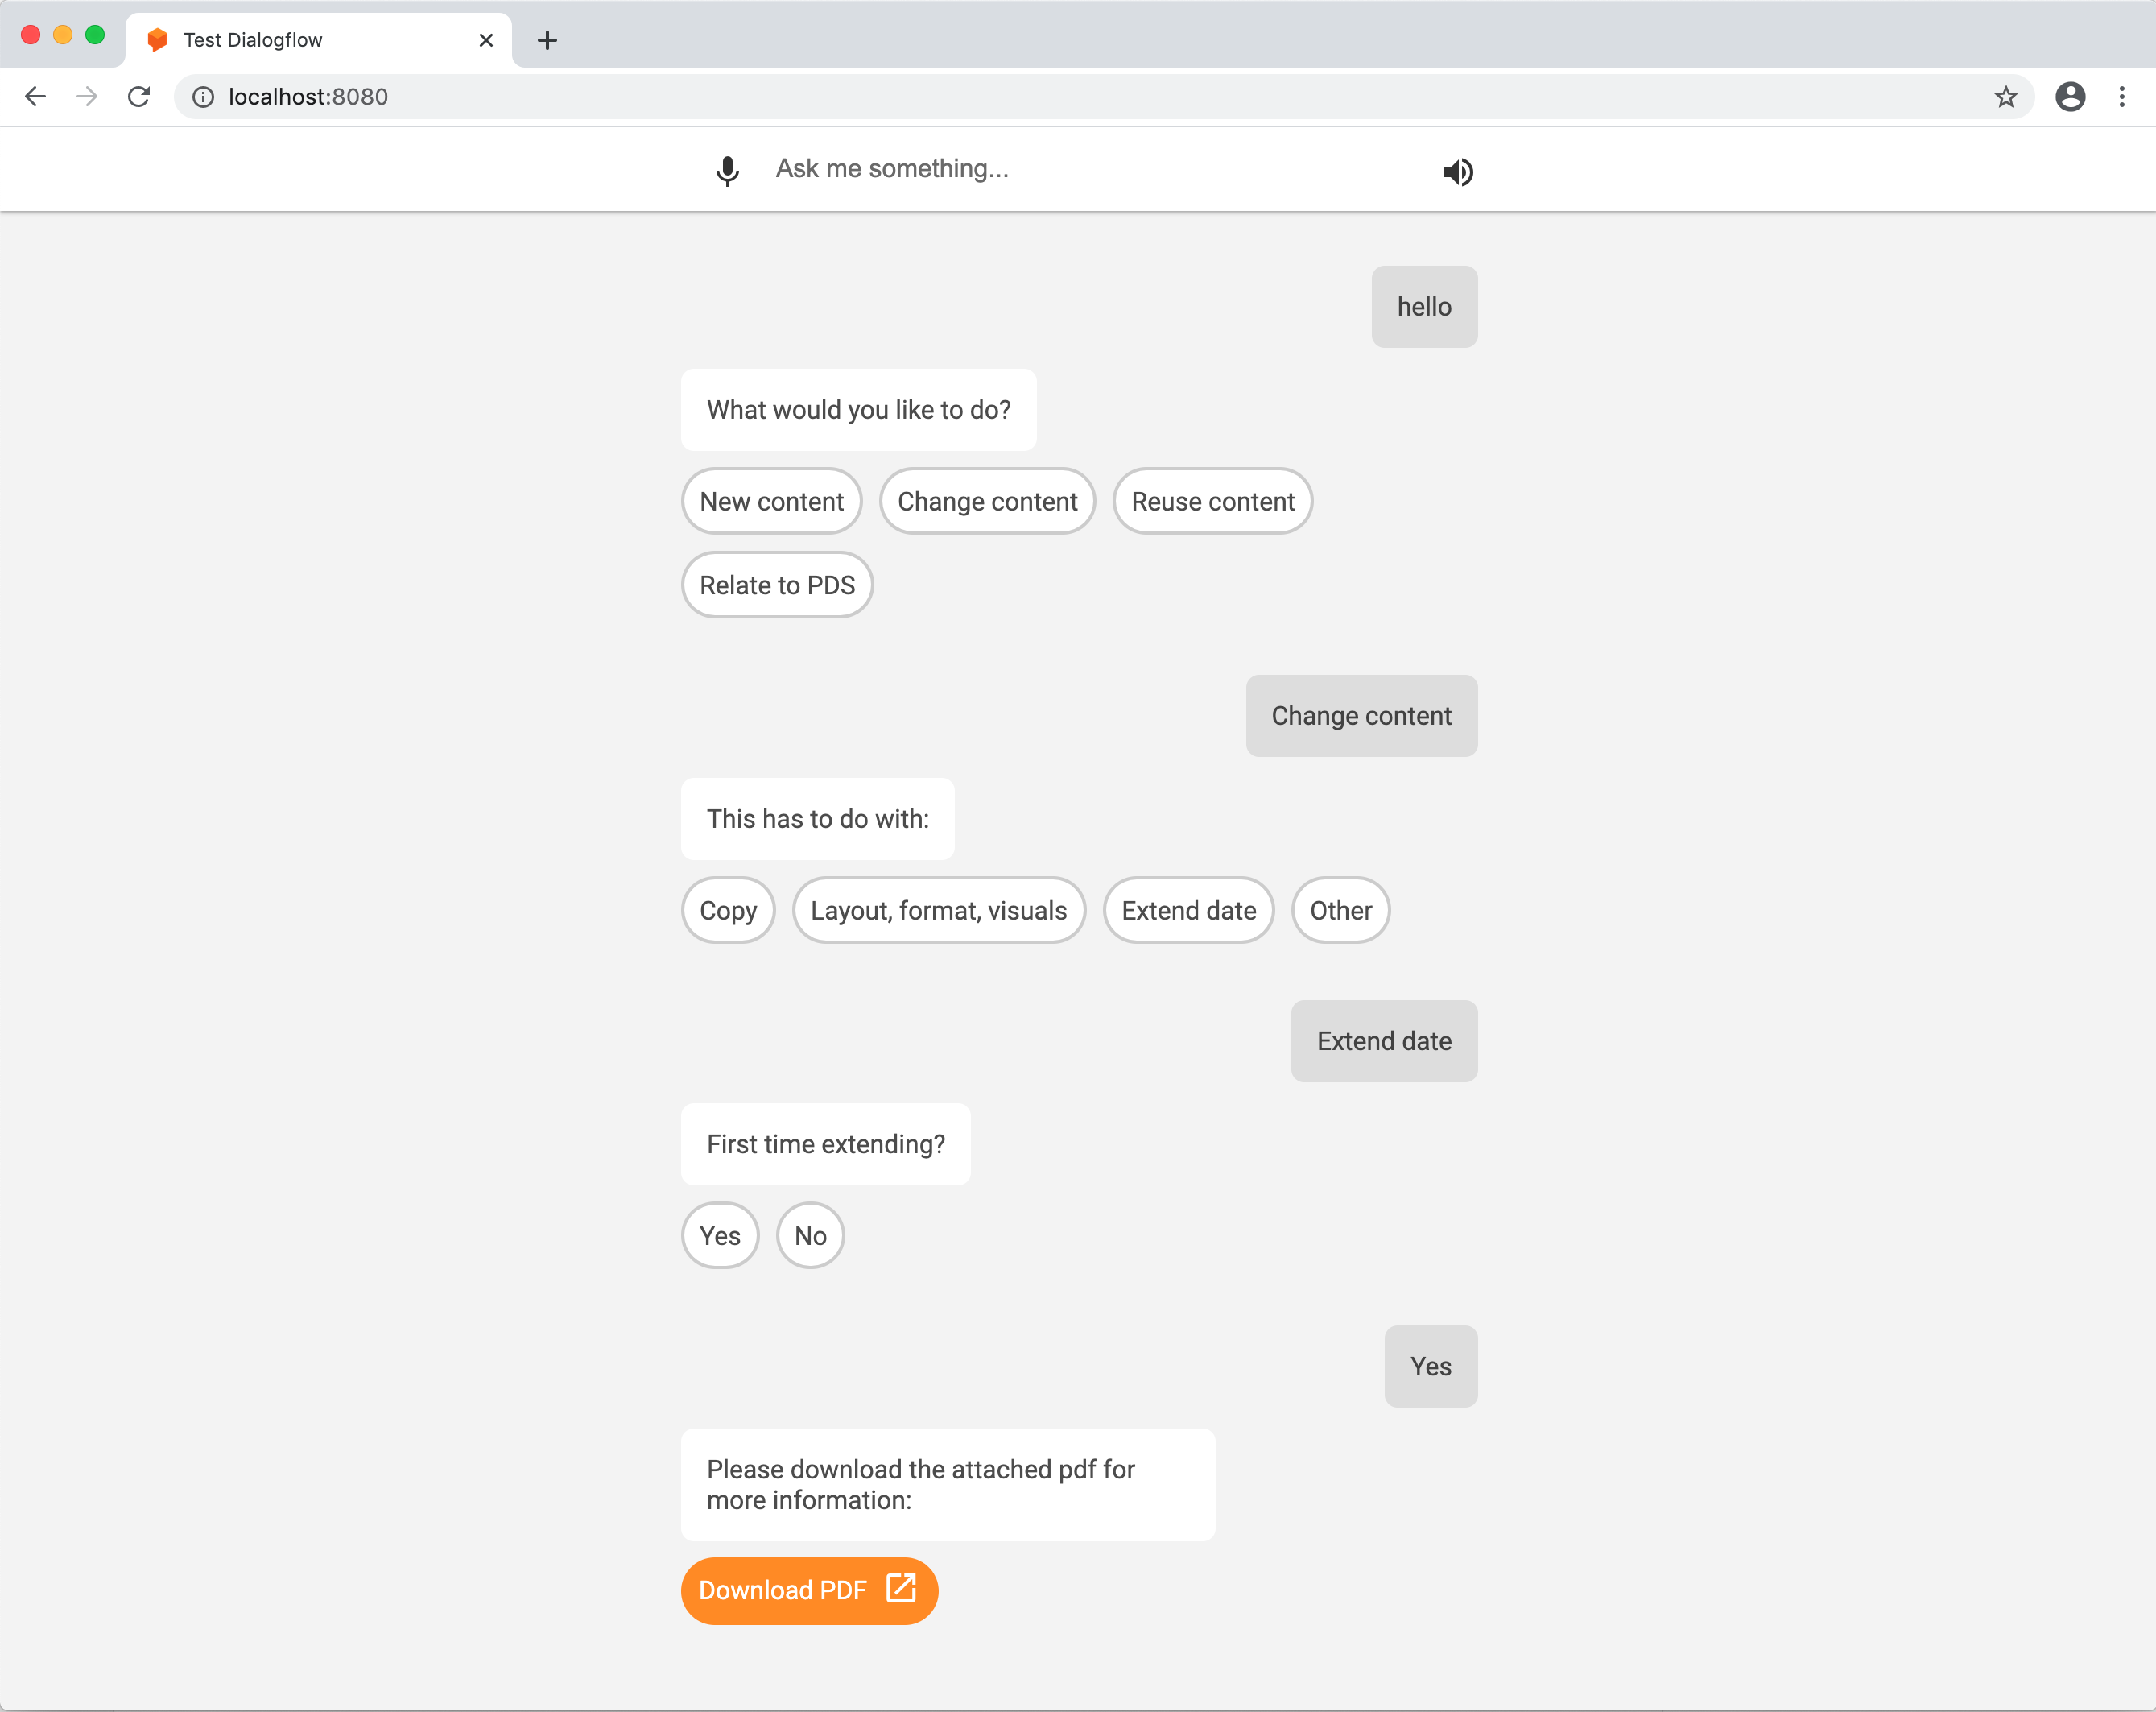 Test Dialogflow
localhost:8080
Ask me something...
hello
What would you like to do?
New content Change content Reuse content
Relate to PDS
Change content
This has to do with:
Copy Layout, format, visuals Extend date Other
Extend date
First time extending?
Yes No
Yes
Please download the attached pdf for
more information:
Download PDF